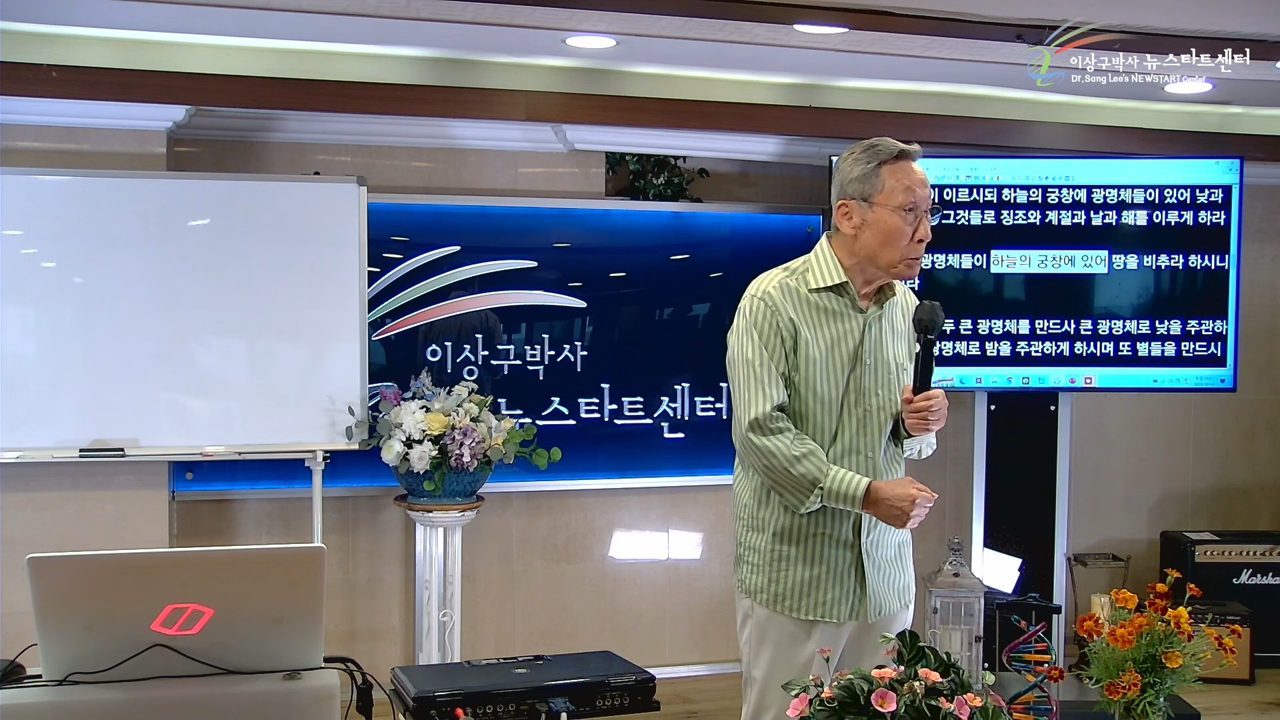 이상구박사 뉴스타트센터
Dr.Sang Lee's NEWSTART Center
이 이르시되 하늘의 궁창에 광명체들이 있어 낮과
그것들로 징조와 계절과 날과 해를 이루게 하라
광명체들이 하늘의 궁창에 있어 땅을 비추라 하시니
두 큰 광명체를 만드사 큰 광명체로 낮을 주관하
광명체로 밤을 주관하게 하시며 또 별들을 만드시
이상구박사
뉴스타트센터
Marshall